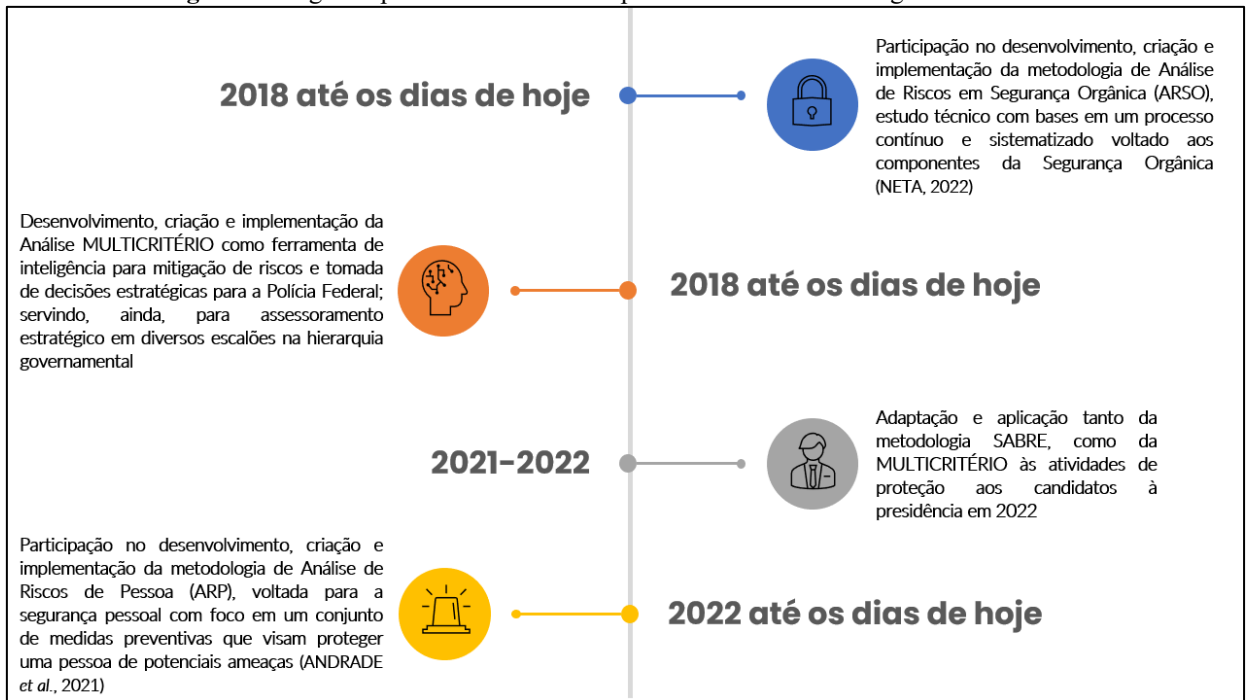 2018 até os dias de hoje
Participação no desenvolvimento, criação e
implementação da metodologia de Análise
de Riscos em Segurança Orgânica (ARSO),
estudo técnico com bases em um processo
contínuo e sistematizado voltado aos
componentes da Segurança Orgânica
(NETA, 2022)
Desenvolvimento, criação e implementação da
Análise MULTICRITÉRIO como ferramenta de
inteligência para mitigação de riscos e tomada
de decisões estratégicas para a Polícia Federal;
servindo, ainda, para assessoramento
estratégico em diversos escalões na hierarquia
governamental
2018 até os dias de hoje
2021-2022
Adaptação e aplicação tanto da
metodologia SABRE, como da
MULTICRITÉRIO às atividades de
proteção aos candidatos à
presidência em 2022
Participação no desenvolvimento, criação e
implementação da metodologia de Análise de
Riscos de Pessoa (ARP), voltada para a
segurança pessoal com foco em um conjunto
de medidas preventivas que visam proteger
uma pessoa de potenciais ameaças (ANDRADE
et al., 2021)
2022 até os dias de hoje